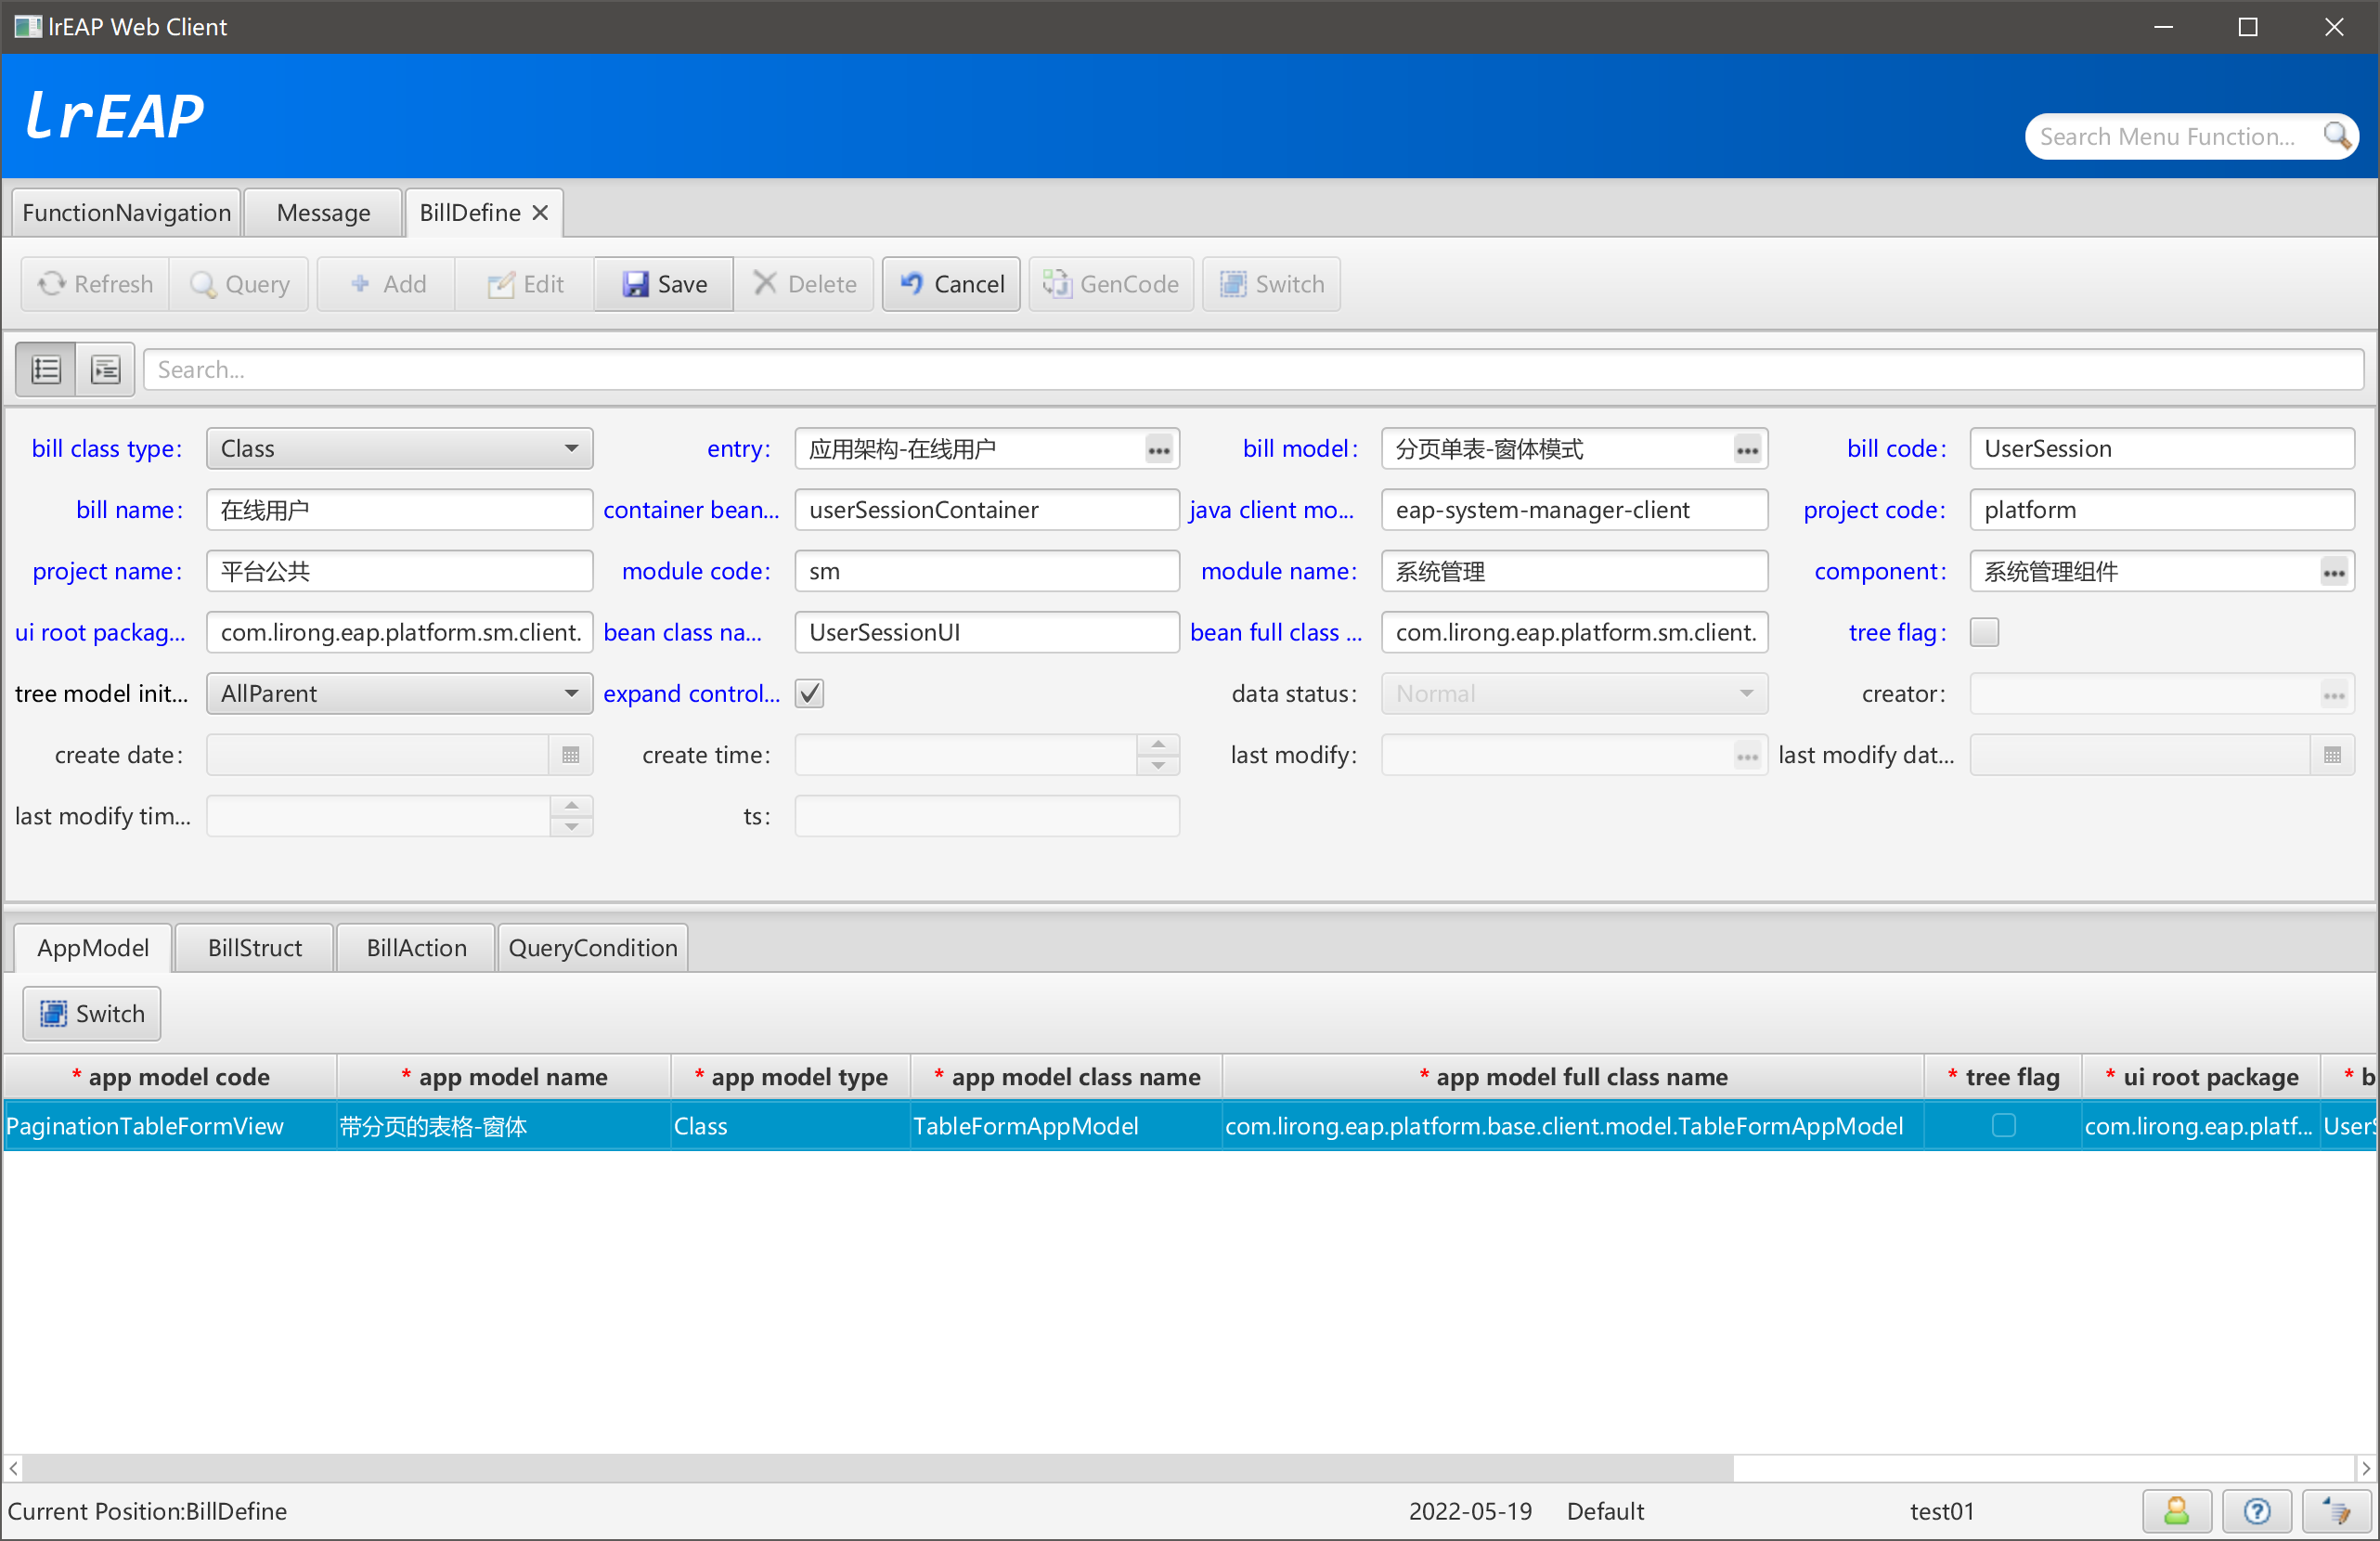 lrEAP Web Client
lrEAP
Search Menu Function...
FunctionNavigation Message BillDefine
Refresh Query Add Edit Save Delete Cancel GenCode Switch
Search...
bill class type: Class entry: 应用架构-在线用户 bill model: 分页单表-窗体模式 bill code: UserSession
bill name: 在线用户 container bean... userSessionContainer java client mo... eap-system-manager-client project code: platform
project name: 平台公共 module code: sm module name: 系统管理 component: 系统管理组件
ui root packag... com.lirong.eap.platform.sm.client. bean class na... UserSessionUI bean full class ... com.lirong.eap.platform.sm.client. tree flag:
tree model init... AllParent expand control... data status: Normal creator:
create date: create time: last modify: last modify dat...
last modify tim... ts:
AppModel BillStruct BillAction QueryCondition
Switch
* app model code * app model name * app model type * app model class name * app model full class name * tree flag * ui root package * b
PaginationTableFormView 带分页的表格-窗体 Class TableFormAppModel com.lirong.eap.platform.base.client.model.TableFormAppModel com.lirong.eap.platf... UserS
Current Position:BillDefine 2022-05-19 Default test01